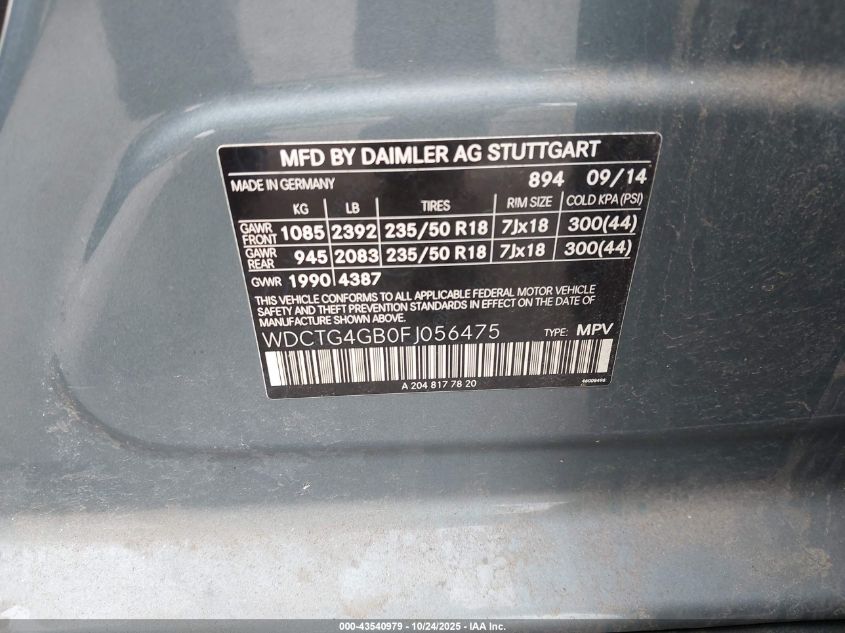 MFD BY DAIMLER AG STUTTGART
MADE IN GERMANY 894 09/14
KG LB TIRES RIM SIZE COLD KPA (PSI)
GAWR FRONT 1085 2392 235/50 R18 7Jx18 300(44)
GAWR REAR 945 2083 235/50 R18 7Jx18 300(44)
GVWR 1990 4387
THIS VEHICLE CONFORMS TO ALL APPLICABLE FEDERAL MOTOR VEHICLE
SAFETY AND THEFT PREVENTION STANDARDS IN EFFECT ON THE DATE OF
MANUFACTURE SHOWN ABOVE.
WDCTG4GB0FJ056475 TYPE: MPV
A 204 817 78 20
000-43540979 - 10/24/2025 - IAA Inc.